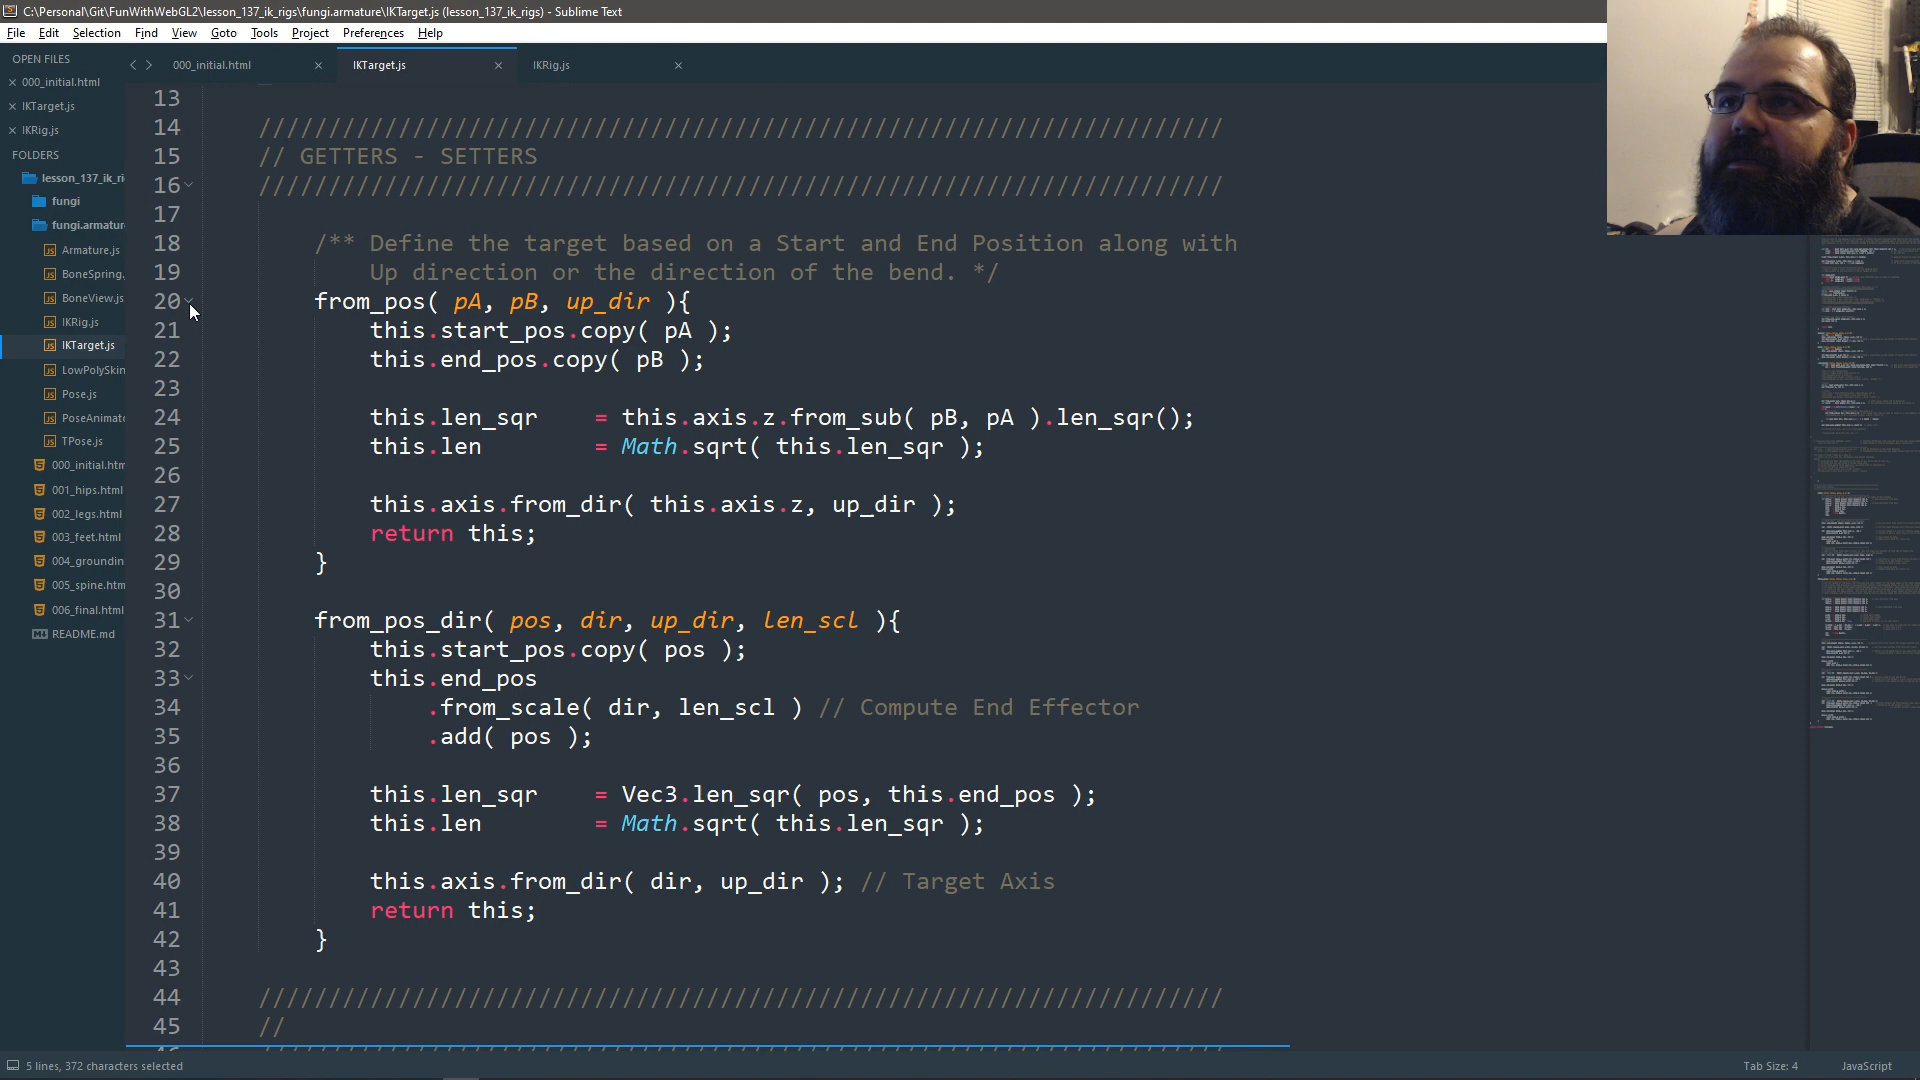 C:\Personal\Git\FunWithWebGL2\lesson_137_ik_rigs\fungi.armature\IKTarget.js (lesson_137_ik_rigs) - Sublime Text
File Edit Selection Find View Goto Tools Project Preferences Help
OPEN FILES
000_initial.html
IKTarget.js
IKRig.js
FOLDERS
lesson_137_ik_ri
fungi
fungi.armatur
Armature.js
BoneSpring.
BoneView.js
IKRig.js
IKTarget.js
LowPolySkin
Pose.js
PoseAnimato
TPose.js
000_initial.htm
001_hips.html
002_legs.html
003_feet.html
004_groundin
005_spine.htm
006_final.html
README.md
000_initial.html IKTarget.js IKRig.js
13
14 /////////////////////////////////////////////////////////////////////
15 // GETTERS - SETTERS
16 /////////////////////////////////////////////////////////////////////
17
18 /** Define the target based on a Start and End Position along with
19 Up direction or the direction of the bend. */
20 from_pos( pA, pB, up_dir ){
21 this.start_pos.copy( pA );
22 this.end_pos.copy( pB );
23
24 this.len_sqr = this.axis.z.from_sub( pB, pA ).len_sqr();
25 this.len = Math.sqrt( this.len_sqr );
26
27 this.axis.from_dir( this.axis.z, up_dir );
28 return this;
29 }
30
31 from_pos_dir( pos, dir, up_dir, len_scl ){
32 this.start_pos.copy( pos );
33 this.end_pos
34 .from_scale( dir, len_scl ) // Compute End Effector
35 .add( pos );
36
37 this.len_sqr = Vec3.len_sqr( pos, this.end_pos );
38 this.len = Math.sqrt( this.len_sqr );
39
40 this.axis.from_dir( dir, up_dir ); // Target Axis
41 return this;
42 }
43
44 /////////////////////////////////////////////////////////////////////
45 //
5 lines, 372 characters selected
Tab Size: 4 JavaScript